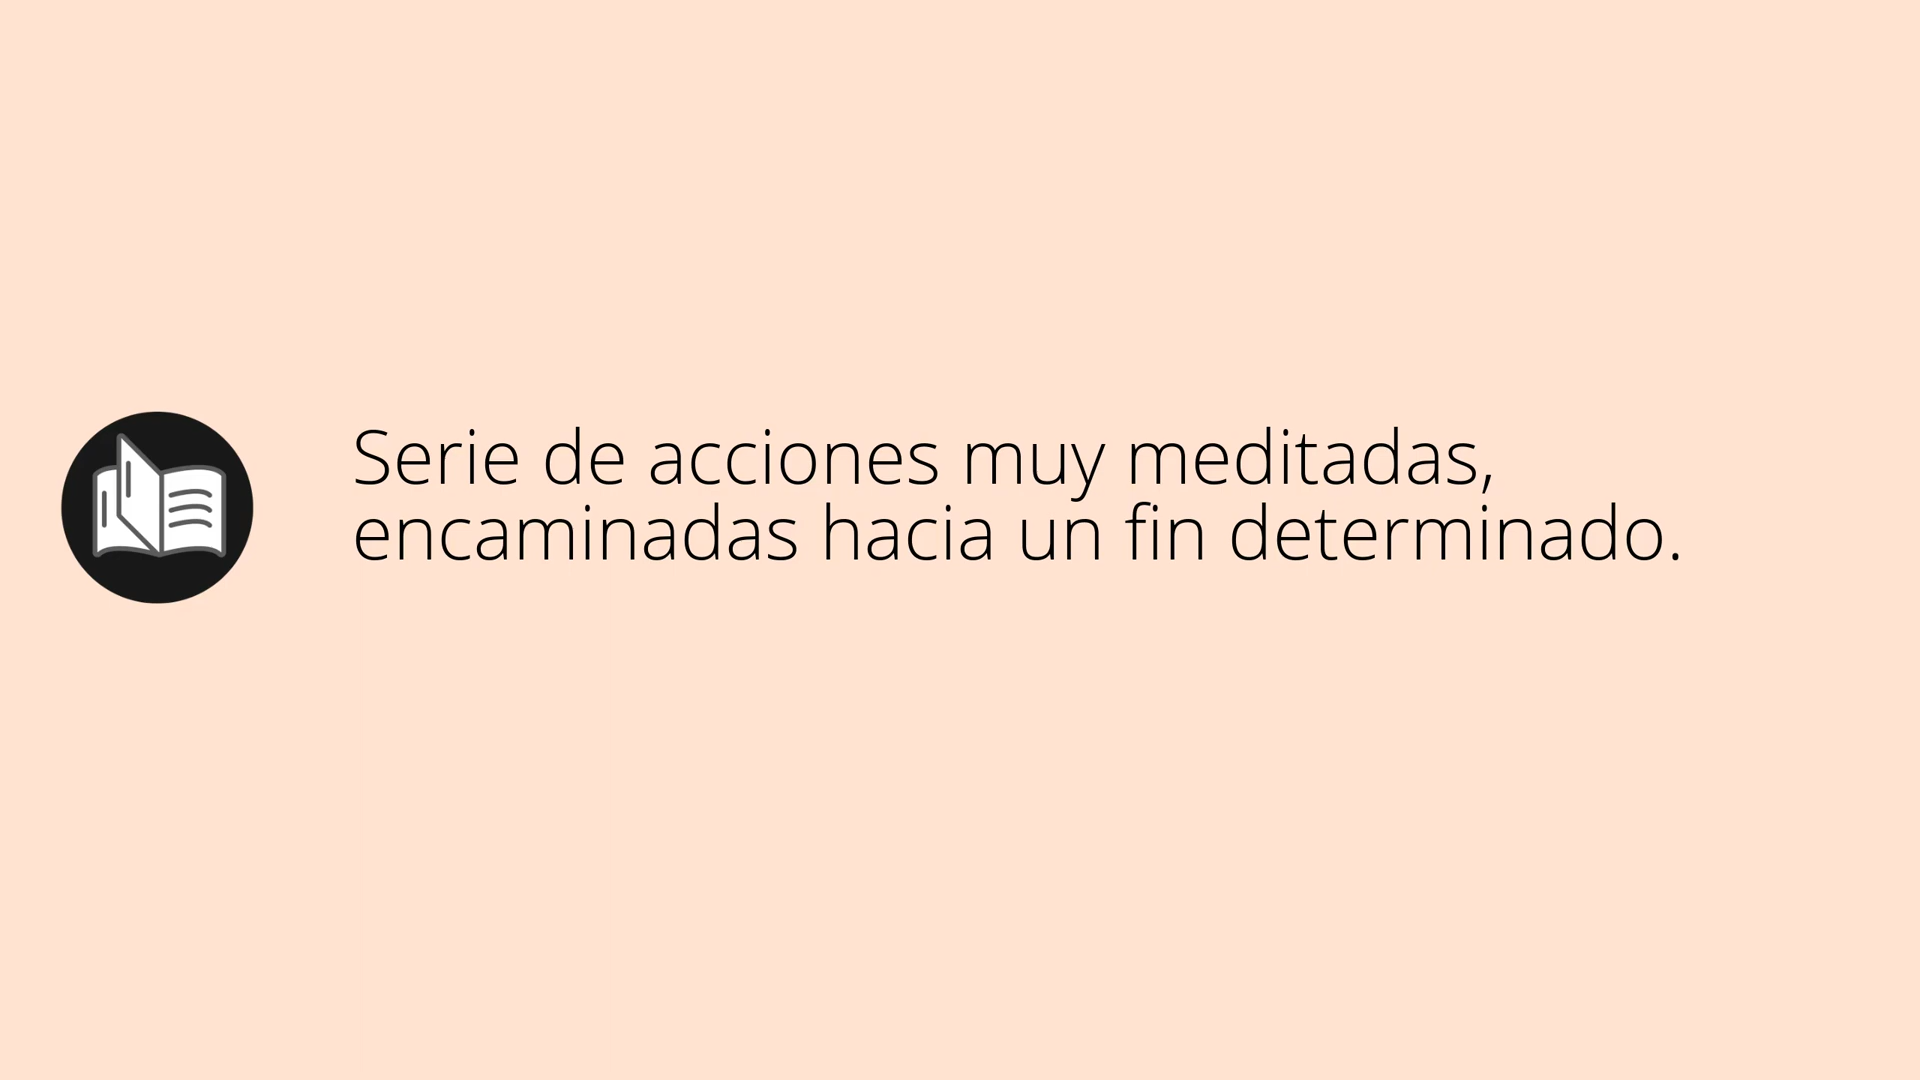 Serie de acciones muy meditadas,
encaminadas hacia un fin determinado.